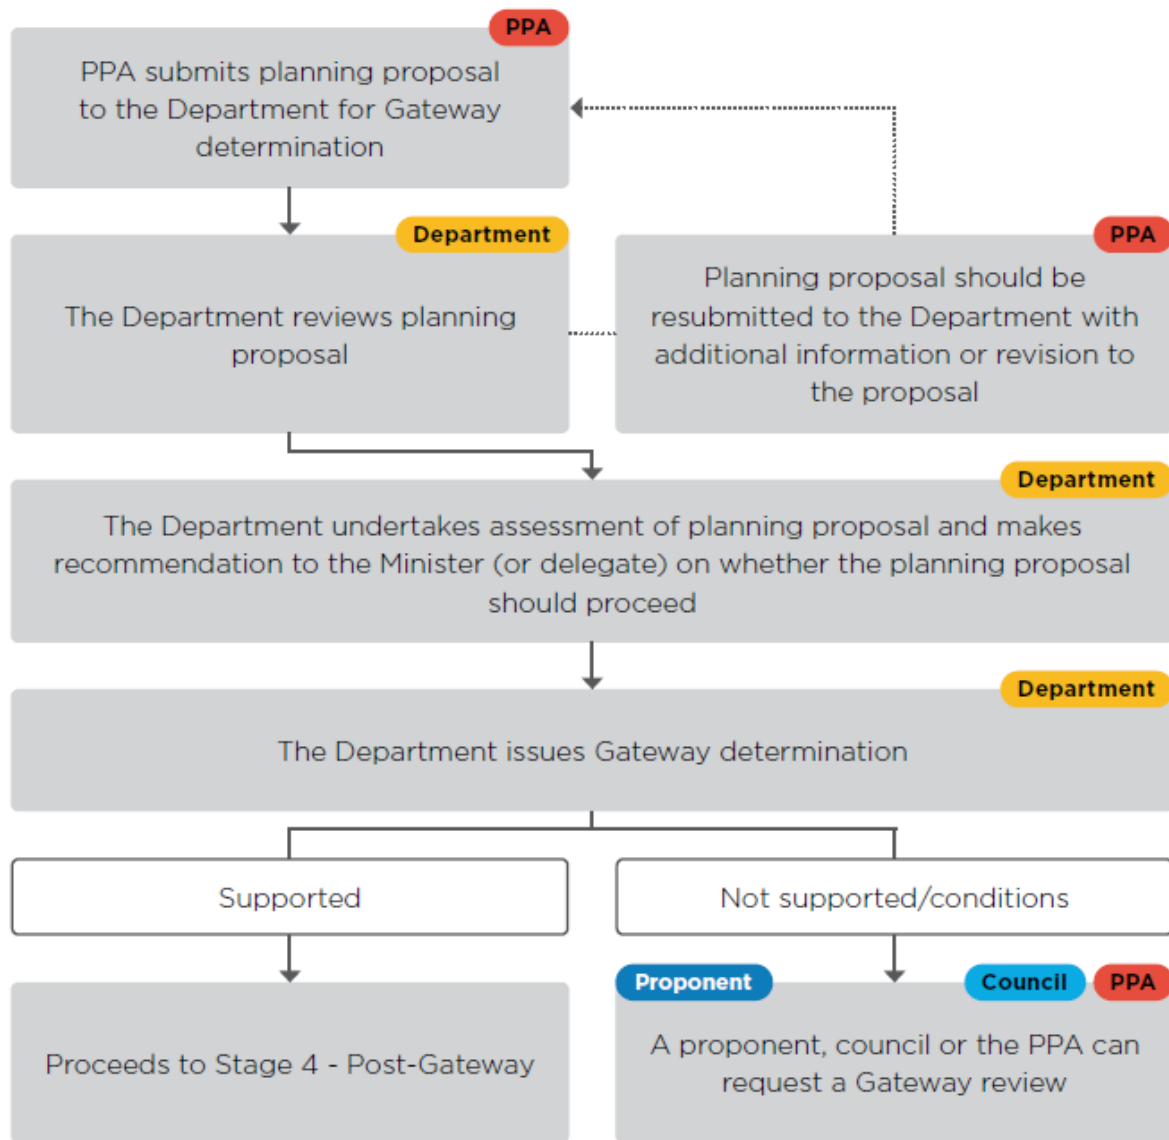 PPA
PPA submits planning proposal
to the Department for Gateway
determination
Department
The Department reviews planning
proposal
PPA
Planning proposal should be
resubmitted to the Department with
additional information or revision to
the proposal
Department
The Department undertakes assessment of planning proposal and makes
recommendation to the Minister (or delegate) on whether the planning proposal
should proceed
Department
The Department issues Gateway determination
Supported
Not supported/conditions
Proceeds to Stage 4 - Post-Gateway
Proponent
Council
PPA
A proponent, council or the PPA can
request a Gateway review